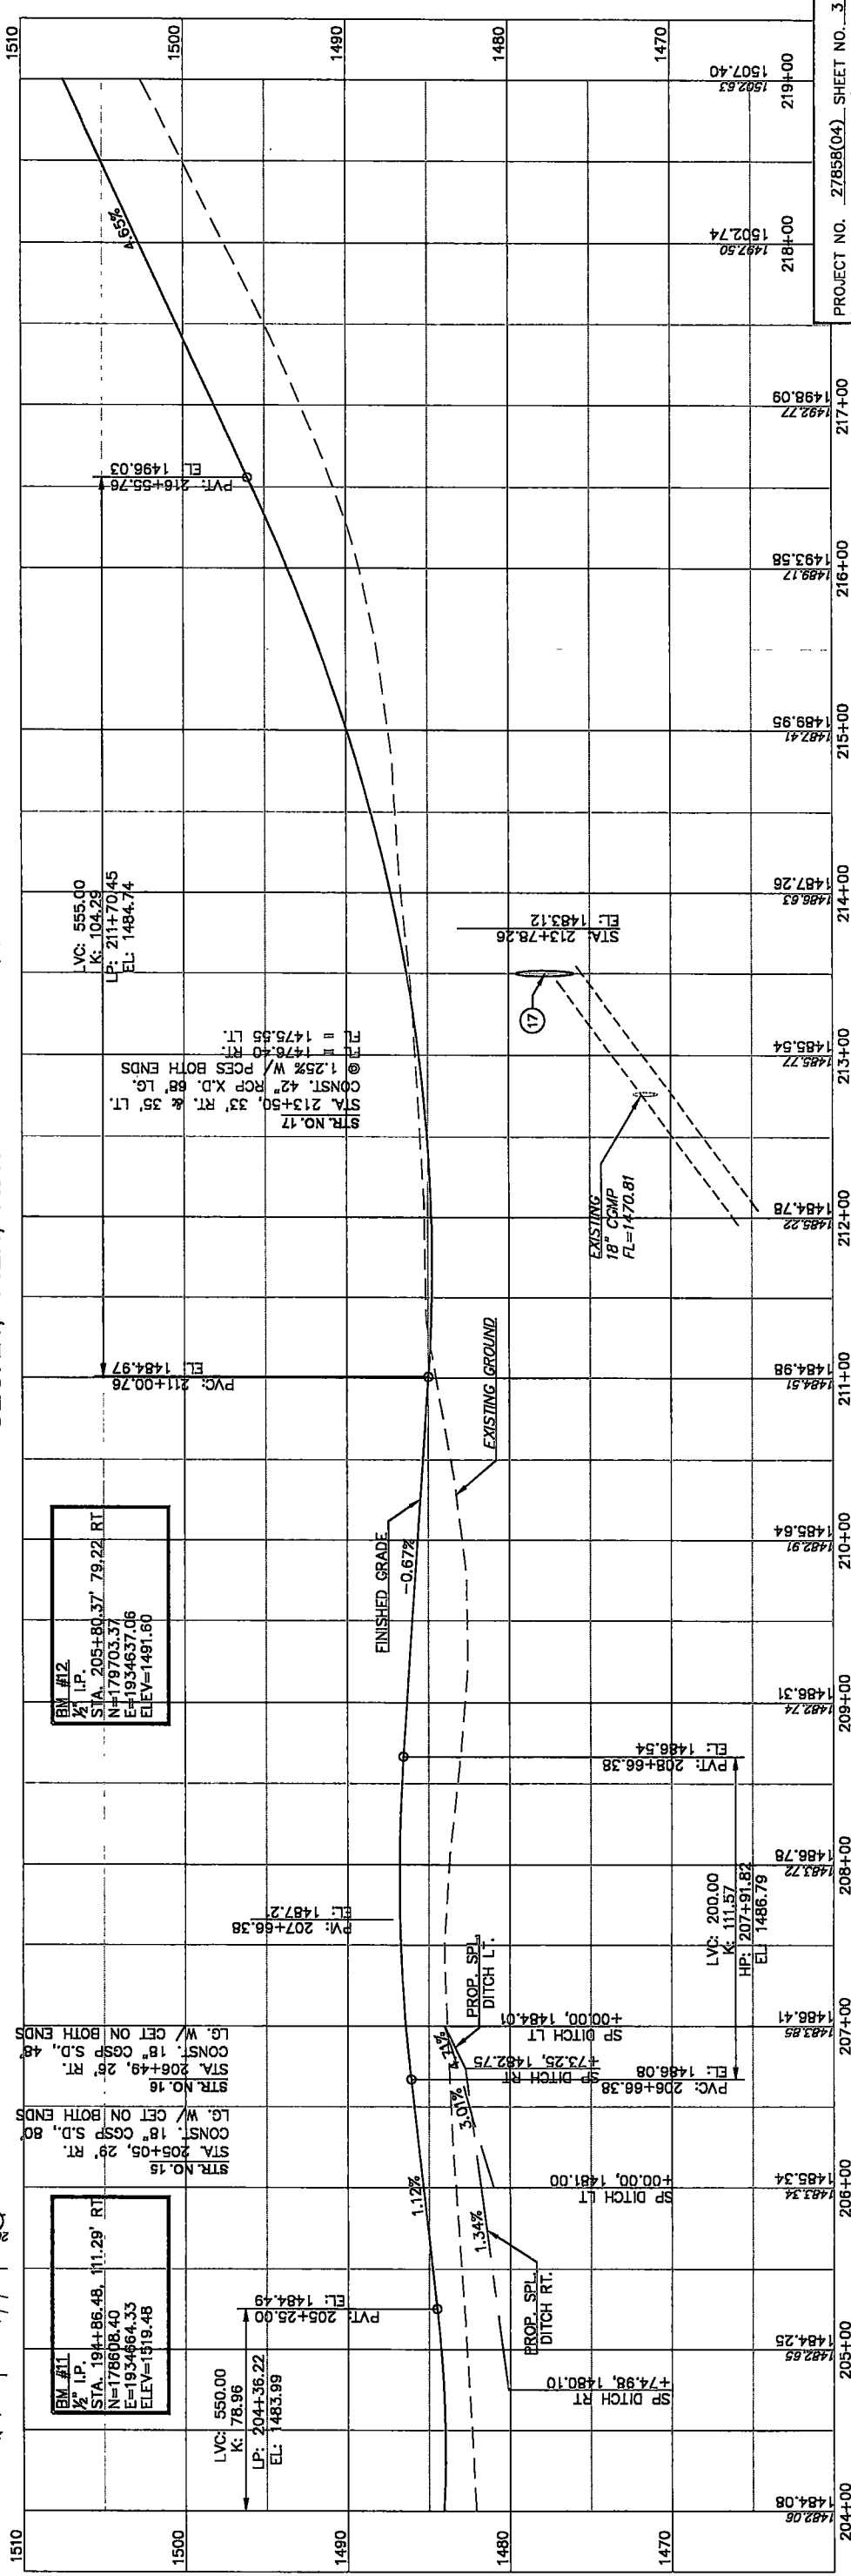 1510
1500
1490
1480
1470
BM #11
½" I.P.
STA. 194+86.48, 111.29' RT
N=178608.40
E=1934664.33
ELEV=1519.48
LVC: 550.00
K: 78.96
LP: 204+36.22
EL: 1483.99
PVT: 205+25.00
EL: 1484.49
STR. NO. 15
STA. 205+05, 29' RT.
CONST. 18" CGSP S.D., 80'
LG. W/ CET ON BOTH ENDS
STR. NO. 16
STA. 206+49, 26' RT.
CONST. 18" CGSP S.D., 48'
LG. W/ CET ON BOTH ENDS
1.12%
SP DITCH RT
+74.98, 1480.10
PROP. SPL.
DITCH RT.
1.34%
SP DITCH LT
+00.00, 1481.00
3.01%
4.71%
PVC: 206+66.38
EL: 1486.08
SP DITCH RT
+73.25, 1482.75
SP DITCH LT
+00.00, 1484.01
PROP. SPL.
DITCH LT.
PVI: 207+66.38
EL: 1487.21
LVC: 200.00
K: 111.57
HP: 207+91.82
EL: 1486.79
PVT: 208+66.38
EL: 1486.54
BM #12
½" I.P.
STA. 205+80.37' 79.22 RT
N=179703.37
E=1934637.06
ELEV=1491.60
FINISHED GRADE
-0.67%
EXISTING GROUND
PVC: 211+00.76
EL: 1484.97
EXISTING
18" CGMP
FL=1470.81
STR. NO. 17
STA. 213+50, 33' RT. & 35' LT.
CONST. 42" RCP X.D. 68' LG.
@ 1.25% W/ PCES BOTH ENDS
FL = 1476.40 RT.
FL = 1475.55 LT.
17
STA: 213+78.26
EL: 1483.12
LVC: 555.00
K: 104.29
LP: 211+70.45
EL: 1484.74
PVT: 216+55.76
EL: 1496.03
4.65%
1510
1500
1490
1480
1470
1482.06
1484.08
204+00
1482.65
1484.25
205+00
1483.34
1485.34
206+00
1483.85
1486.41
207+00
1483.72
1486.78
208+00
1482.74
1486.31
209+00
1482.91
1485.64
210+00
1484.51
1484.98
211+00
1485.22
1484.78
212+00
1485.77
1485.54
213+00
1486.63
1487.26
214+00
1487.41
1489.95
215+00
1489.17
1493.58
216+00
1492.77
1498.09
217+00
1497.50
1502.74
218+00
1502.63
1507.40
219+00
PROJECT NO. 27858(04) SHEET NO. 3